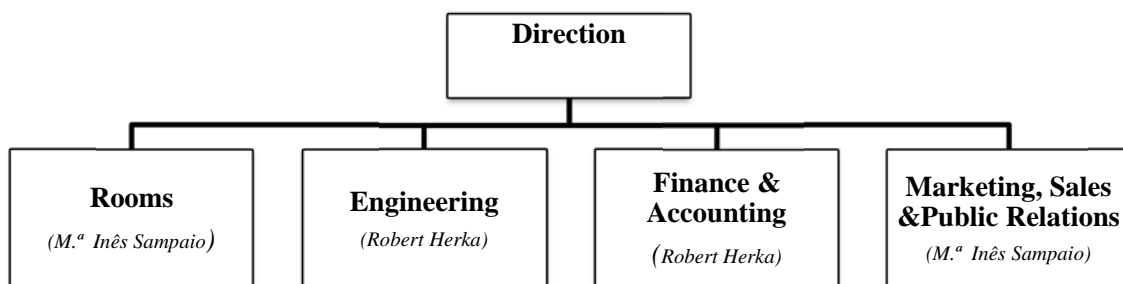 Direction
Rooms
(M.ª Inês Sampaio)
Engineering
(Robert Herka)
Finance &
Accounting
(Robert Herka)
Marketing, Sales
&Public Relations
(M.ª Inês Sampaio)